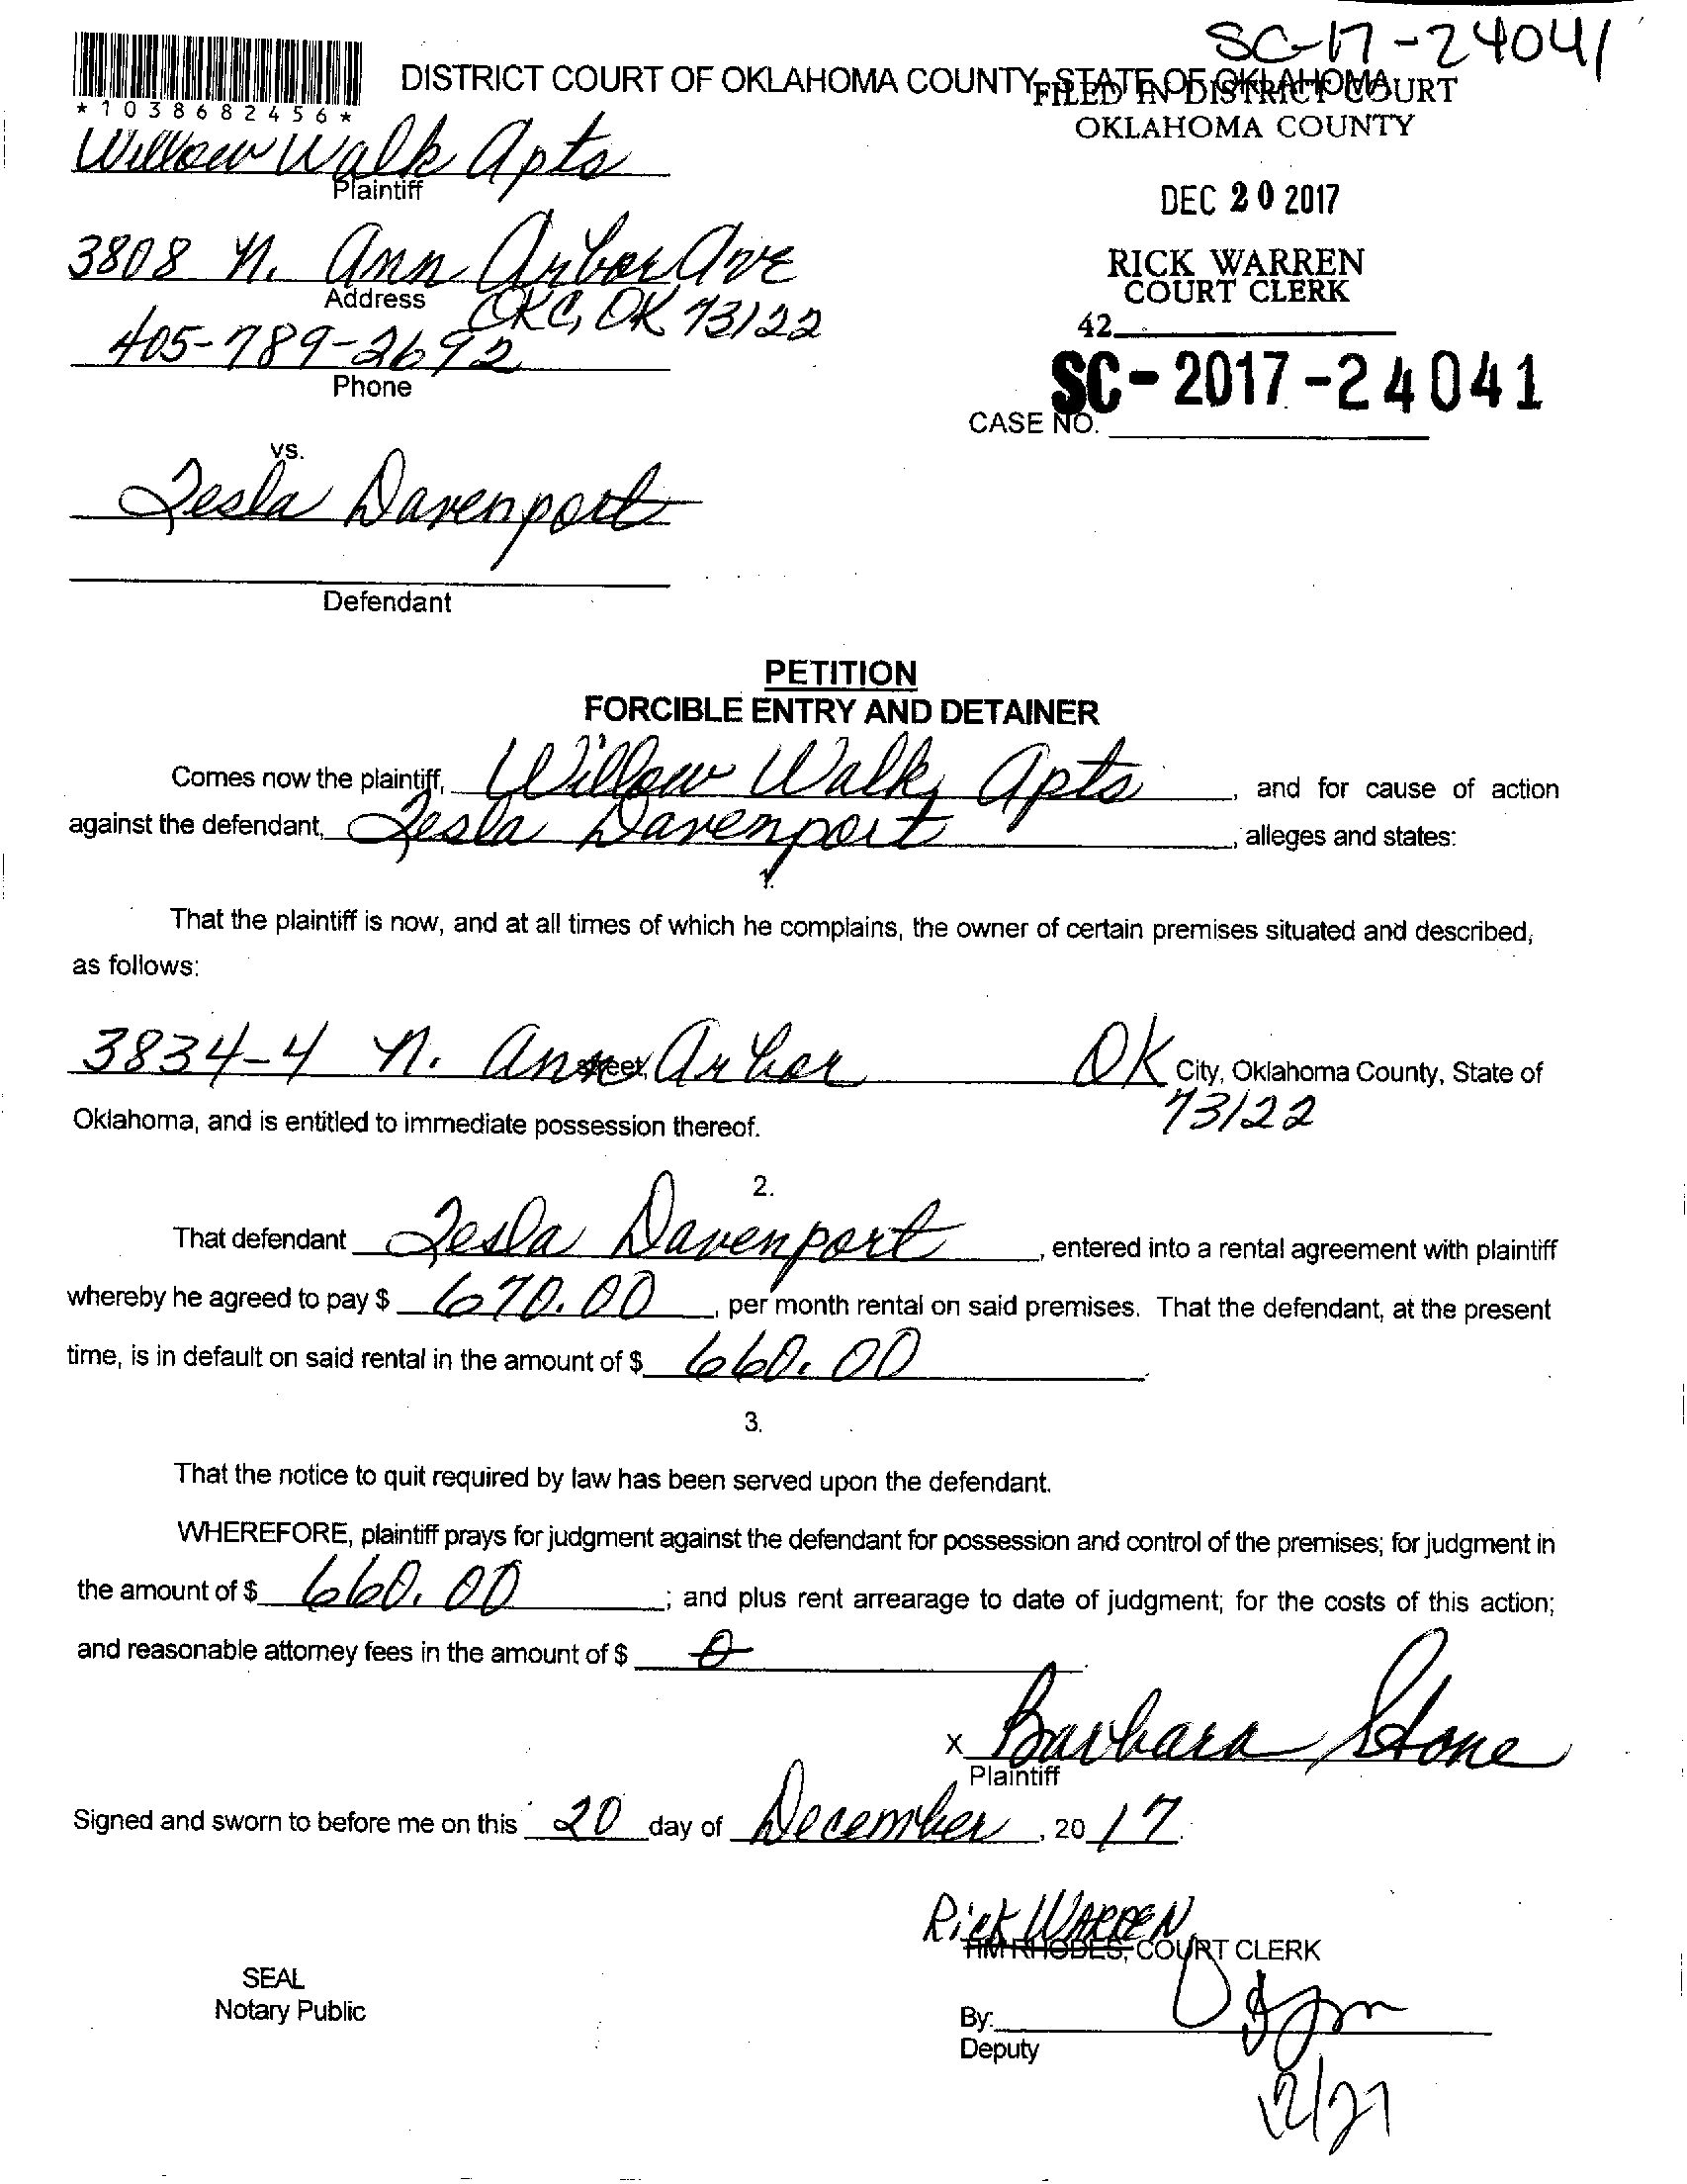 SC-17-24041
DISTRICT COURT OF OKLAHOMA COUNTY, STATE OF OKLAHOMA
FILED IN DISTRICT COURT
OKLAHOMA COUNTY
*1038682456*
Willow Walk Apts
Plaintiff
DEC 20 2017
3808 N. Ann Arbor Ave
Address
OKC, OK 73122
RICK WARREN
COURT CLERK
405-789-2692
Phone
42
SC-2017-24041
CASE NO.
vs.
Tesla Davenport
Defendant
PETITION
FORCIBLE ENTRY AND DETAINER
Comes now the plaintiff, Willow Walk Apts, and for cause of action
against the defendant, Tesla Davenport, alleges and states:
1.
That the plaintiff is now, and at all times of which he complains, the owner of certain premises situated and described,
as follows:
3834-4 N. Ann Arbor street, OK City, Oklahoma County, State of
73122
Oklahoma, and is entitled to immediate possession thereof.
2.
That defendant Tesla Davenport, entered into a rental agreement with plaintiff
whereby he agreed to pay $ 670.00, per month rental on said premises. That the defendant, at the present
time, is in default on said rental in the amount of $ 660.00.
3.
That the notice to quit required by law has been served upon the defendant.
WHEREFORE, plaintiff prays for judgment against the defendant for possession and control of the premises; for judgment in
the amount of $ 660.00; and plus rent arrearage to date of judgment; for the costs of this action;
and reasonable attorney fees in the amount of $ 0.
x Barbara Stone
Plaintiff
Signed and sworn to before me on this 20 day of December, 2017.
Rick WARREN
TIM RHODES, COURT CLERK
SEAL
Notary Public
By:
Deputy
12/27